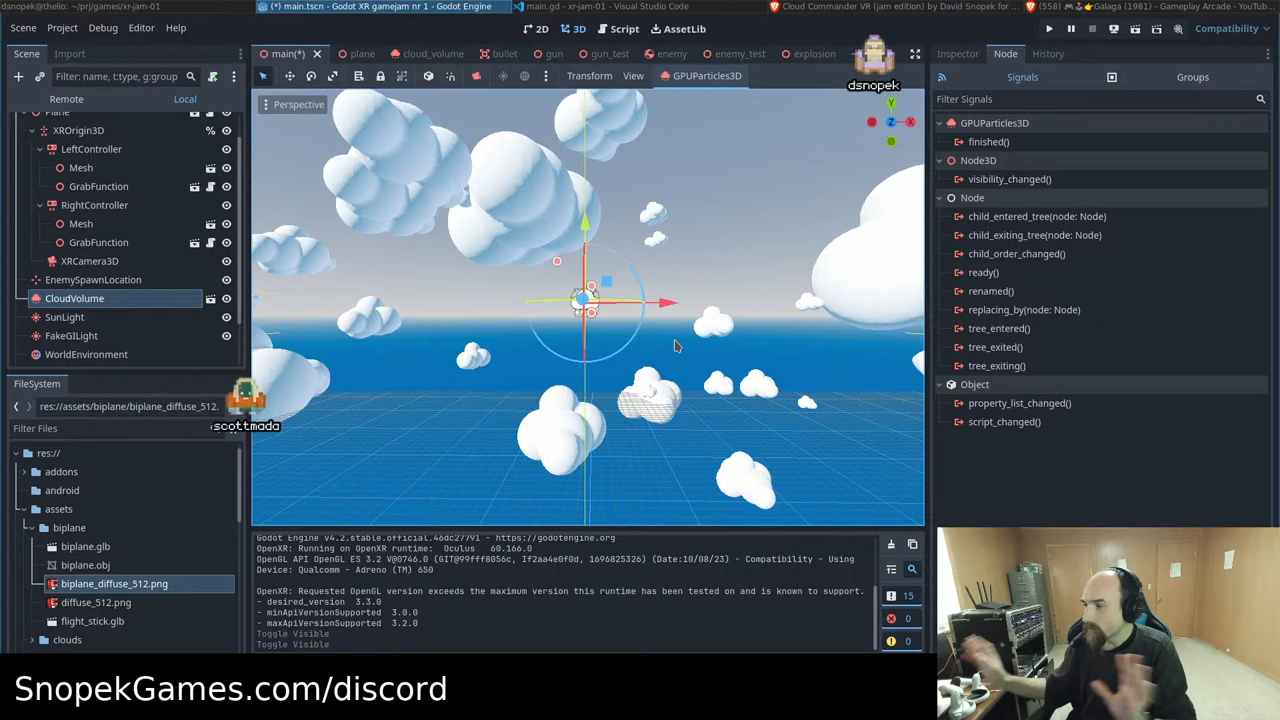 dsnopek@thelio: ~/prj/games/xr-jam-01
(*) main.tscn - Godot XR gamejam nr 1 - Godot Engine
main.gd - xr-jam-01 - Visual Studio Code
Cloud Commander VR (jam edition) by David Snopek on
(558) Galaga (1981) - Gameplay Arcade - YouTu
Scene Project Debug Editor Help
2D 3D Script AssetLib
Compatibility
Scene Import
main(*) plane cloud_volume bullet gun gun_test enemy enemy_test explosion
Inspector Node History
Filter: name, t:type, g:group
Transform View GPUParticles3D
Signals Groups
Remote Local
Perspective
dsnopek
Filter Signals
Plane
XROrigin3D
LeftController
Mesh
GrabFunction
RightController
Mesh
GrabFunction
XRCamera3D
EnemySpawnLocation
CloudVolume
SunLight
FakeGILight
WorldEnvironment
Y
X
Z
GPUParticles3D
finished()
Node3D
visibility_changed()
Node
child_entered_tree(node: Node)
child_exiting_tree(node: Node)
child_order_changed()
ready()
renamed()
replacing_by(node: Node)
tree_entered()
tree_exited()
tree_exiting()
Object
property_list_changed()
script_changed()
FileSystem
res://assets/biplane/biplane_diffuse_512.
scottmada
Filter Files
res://
addons
android
assets
biplane
biplane.glb
biplane.obj
biplane_diffuse_512.png
diffuse_512.png
flight_stick.glb
clouds
Godot Engine v4.2.stable.official.46dc27791 - https://godotengine.org
OpenXR: Running on OpenXR runtime: Oculus 60.166.0
OpenGL API OpenGL ES 3.2 V@0746.0 (GIT@99fff8056c, If2aa4e0f0d, 1696825326) (Date:10/08/23) - Compatibility - Using
Device: Qualcomm - Adreno (TM) 650
OpenXR: Requested OpenGL version exceeds the maximum version this runtime has been tested on and is known to support.
- desired_version 3.3.0
- minApiVersionSupported 3.0.0
- maxApiVersionSupported 3.2.0
Toggle Visible
Toggle Visible
15
0
0
SnopekGames.com/discord